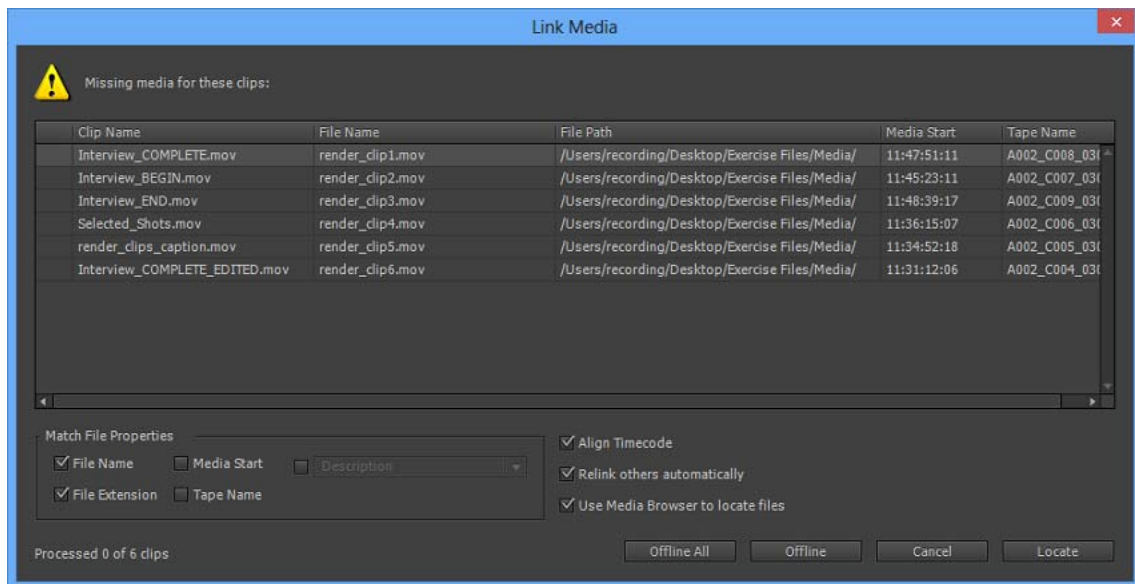 Link Media
Missing media for these clips:
Clip Name File Name File Path Media Start Tape Name
Interview_COMPLETE.mov render_clip1.mov /Users/recording/Desktop/Exercise Files/Media/ 11:47:51:11 A002_C008_03
Interview_BEGIN.mov render_clip2.mov /Users/recording/Desktop/Exercise Files/Media/ 11:45:23:11 A002_C007_03
Interview_END.mov render_clip3.mov /Users/recording/Desktop/Exercise Files/Media/ 11:48:39:17 A002_C009_03
Selected_Shots.mov render_clip4.mov /Users/recording/Desktop/Exercise Files/Media/ 11:36:15:07 A002_C006_03
render_clips_caption.mov render_clip5.mov /Users/recording/Desktop/Exercise Files/Media/ 11:34:52:18 A002_C005_03
Interview_COMPLETE_EDITED.mov render_clip6.mov /Users/recording/Desktop/Exercise Files/Media/ 11:31:12:06 A002_C004_03
Match File Properties
File Name Media Start Description
File Extension Tape Name
Align Timecode
Relink others automatically
Use Media Browser to locate files
Processed 0 of 6 clips
Offline All Offline Cancel Locate